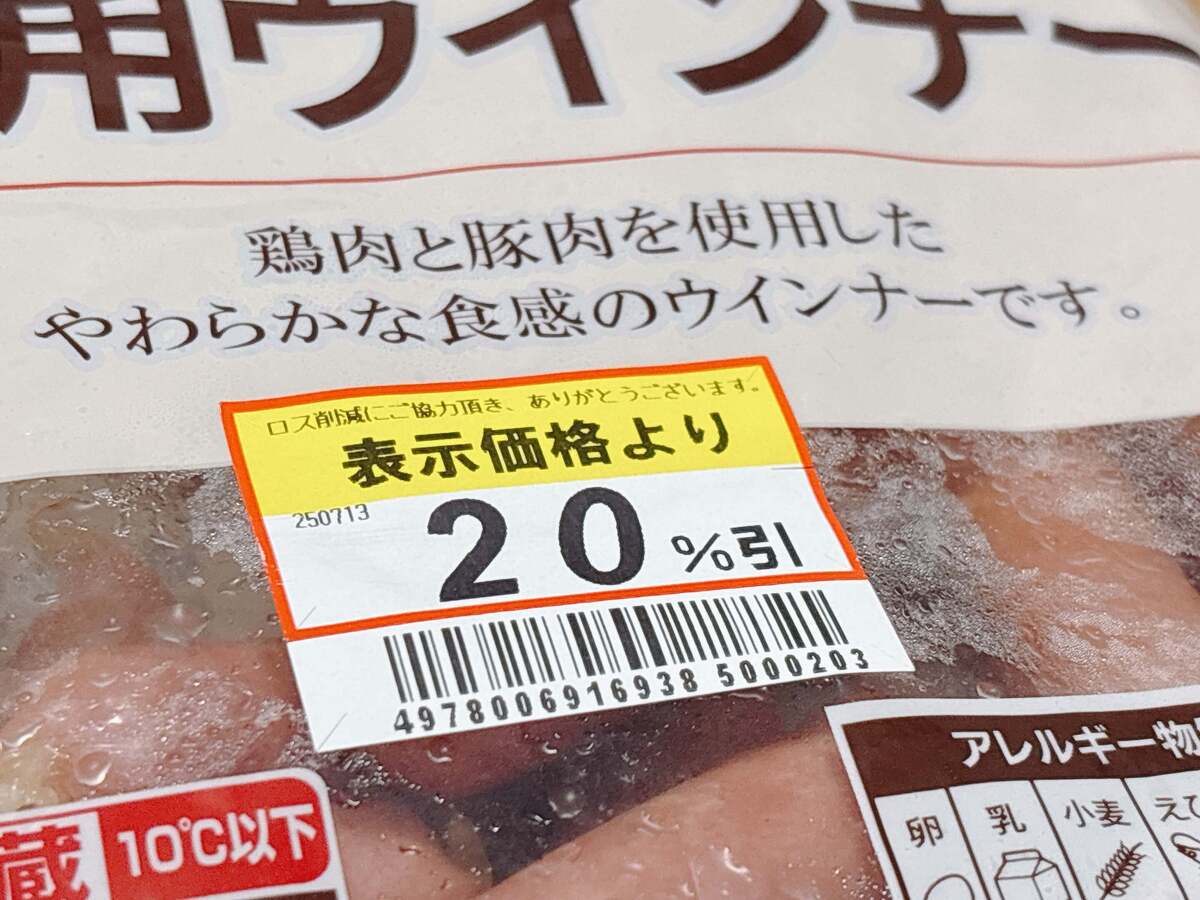 用ウインナー
鶏肉と豚肉を使用した
やわらかな食感のウインナーです。
ロス削減にご協力頂き、ありがとうございます。
表示価格より
250713
20%引
4978006916938 5000203
蔵 10℃以下
アレルギー物
卵 乳 小麦 えび